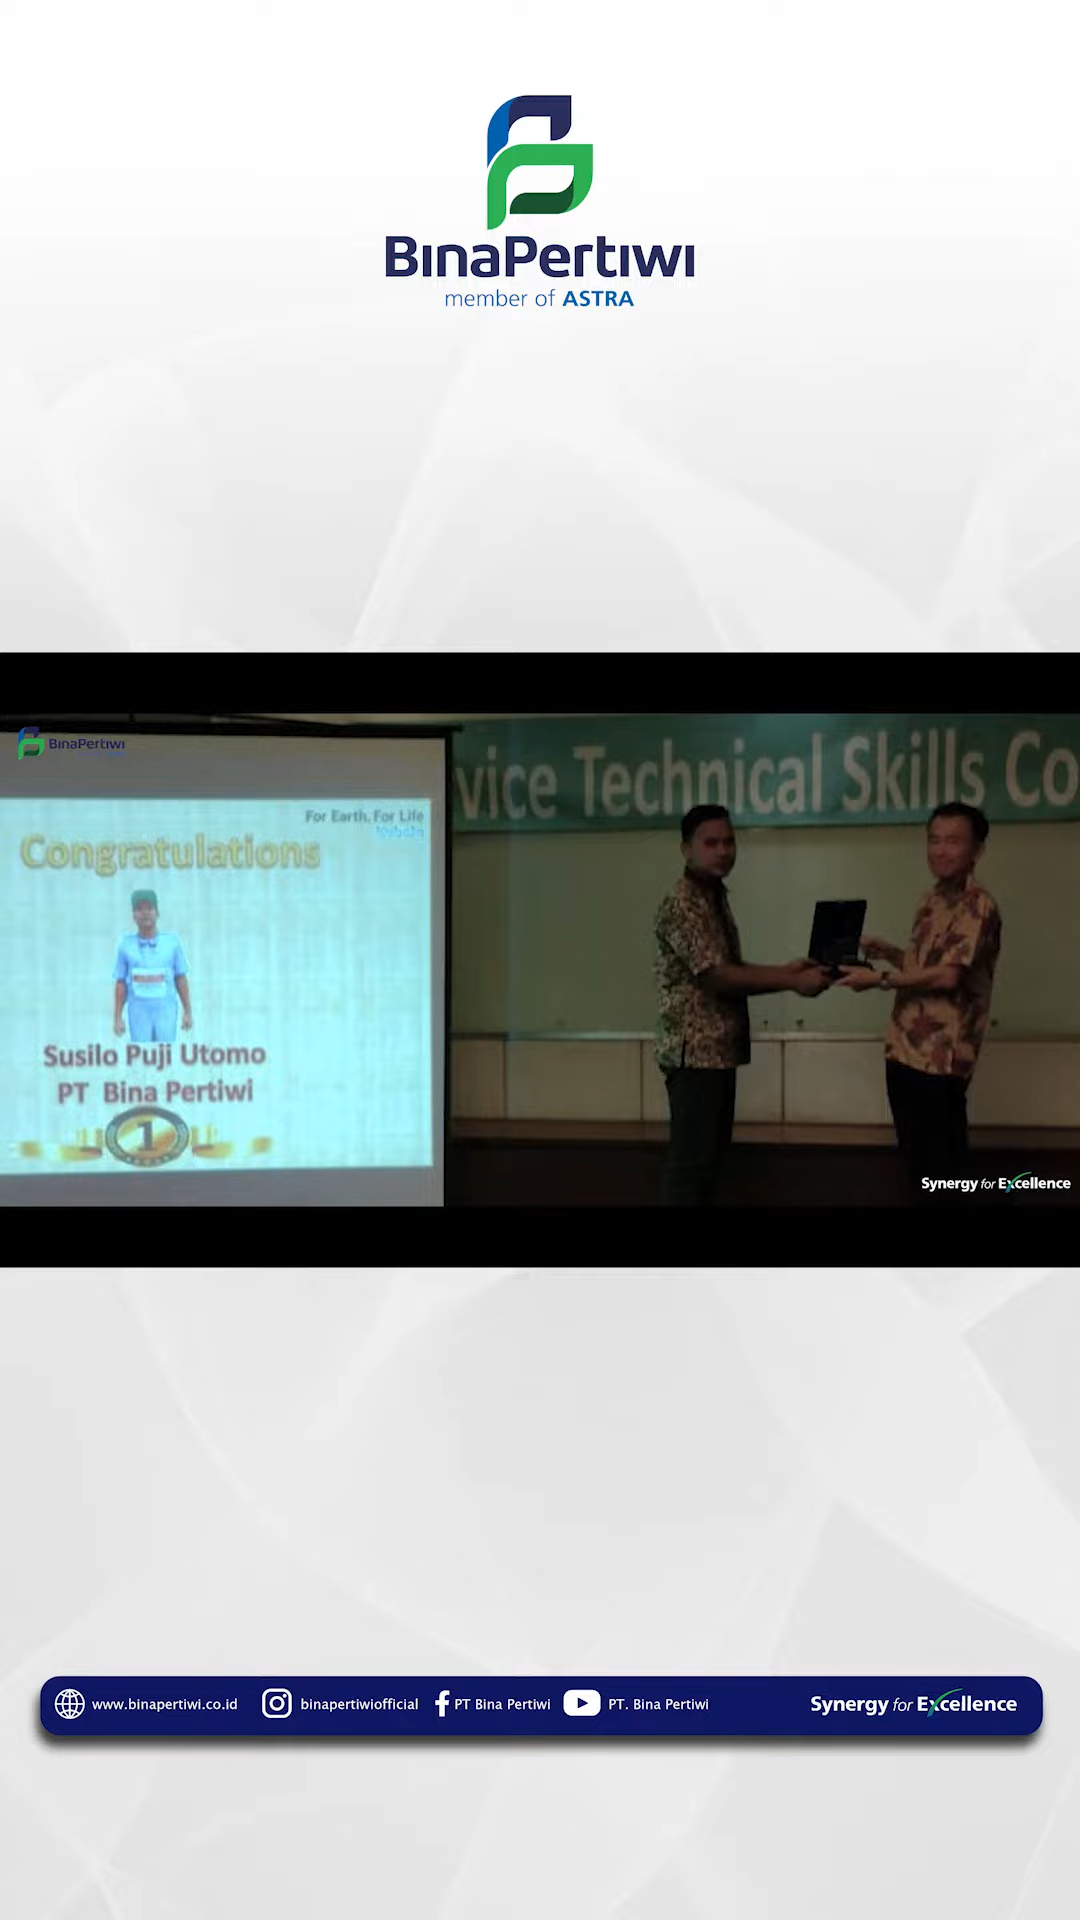 BinaPertiwi
member of ASTRA
BinaPertiwi
vice Technical Skills Co
For Earth, For Life
Kubota
Congratulations
Susilo Puji Utomo
PT Bina Pertiwi
1
Synergy for Excellence
www.binapertiwi.co.id
binapertiwiofficial
PT Bina Pertiwi
PT. Bina Pertiwi
Synergy for Excellence